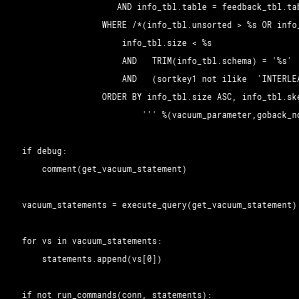 AND info_tbl.table = feedback_tbl.tab
WHERE /*(info_tbl.unsorted > %s OR info_
info_tbl.size < %s
AND   TRIM(info_tbl.schema) = '%s'
AND   (sortkey1 not ilike  'INTERLEA
ORDER BY info_tbl.size ASC, info_tbl.ske
''' %(vacuum_parameter,goback_no
if debug:
comment(get_vacuum_statement)
vacuum_statements = execute_query(get_vacuum_statement)
for vs in vacuum_statements:
statements.append(vs[0])
if not run_commands(conn, statements):